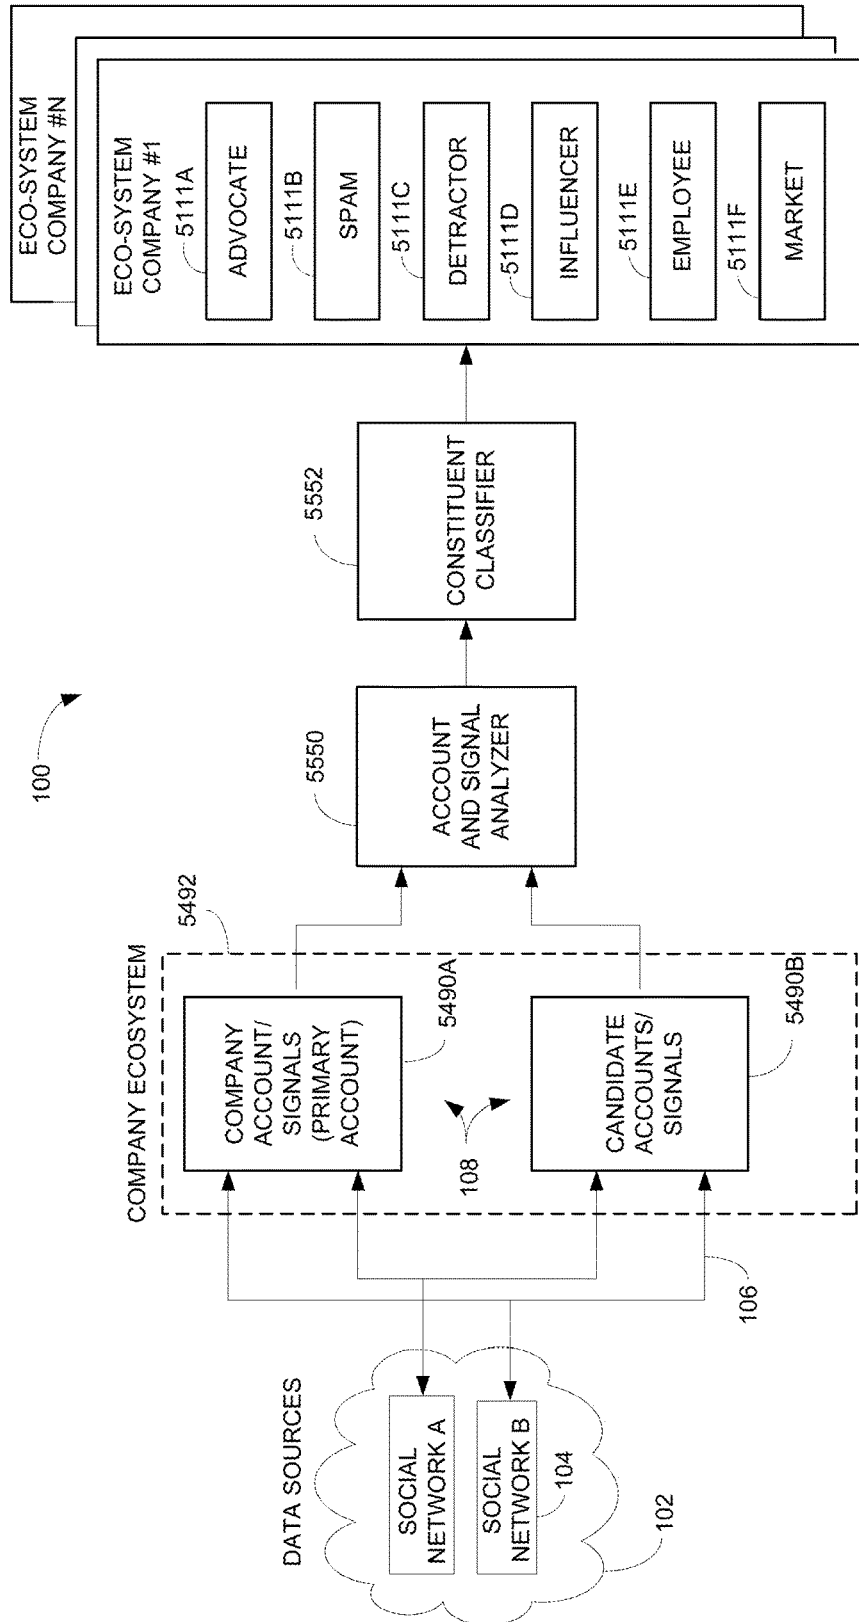 100
DATA SOURCES
SOCIAL
NETWORK A
SOCIAL
NETWORK B
104
102
106
COMPANY ECOSYSTEM
5492
COMPANY
ACCOUNT/
SIGNALS
(PRIMARY
ACCOUNT)
5490A
108
CANDIDATE
ACCOUNTS/
SIGNALS
5490B
5550
ACCOUNT
AND SIGNAL
ANALYZER
5552
CONSTITUENT
CLASSIFIER
ECO-SYSTEM
COMPANY #N
ECO-SYSTEM
COMPANY #1
5111A
ADVOCATE
5111B
SPAM
5111C
DETRACTOR
5111D
INFLUENCER
5111E
EMPLOYEE
5111F
MARKET